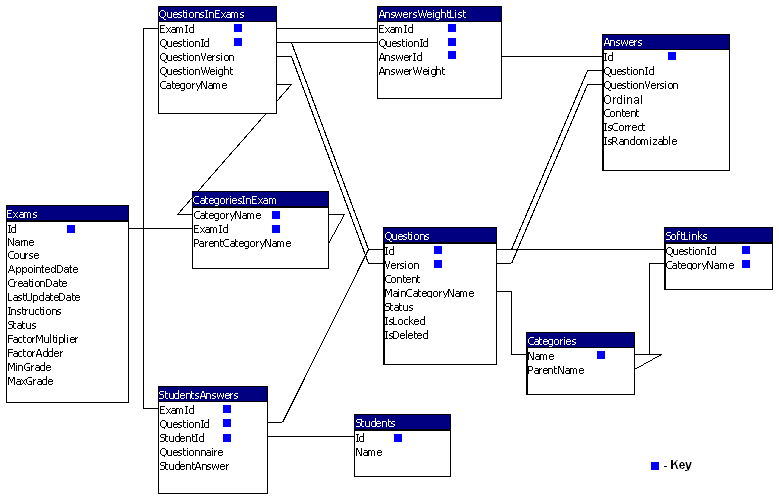 QuestionsInExams
ExamId
QuestionId
QuestionVersion
QuestionWeight
CategoryName
AnswersWeightList
ExamId
QuestionId
AnswerId
AnswerWeight
Answers
Id
QuestionId
QuestionVersion
Ordinal
Content
IsCorrect
IsRandomizable
Exams
Id
Name
Course
AppointedDate
CreationDate
LastUpdateDate
Instructions
Status
FactorMultiplier
FactorAdder
MinGrade
MaxGrade
CategoriesInExam
CategoryName
ExamId
ParentCategoryName
Questions
Id
Version
Content
MainCategoryName
Status
IsLocked
IsDeleted
SoftLinks
QuestionId
CategoryName
Categories
Name
ParentName
StudentsAnswers
ExamId
QuestionId
StudentId
Questionnaire
StudentAnswer
Students
Id
Name
- Key